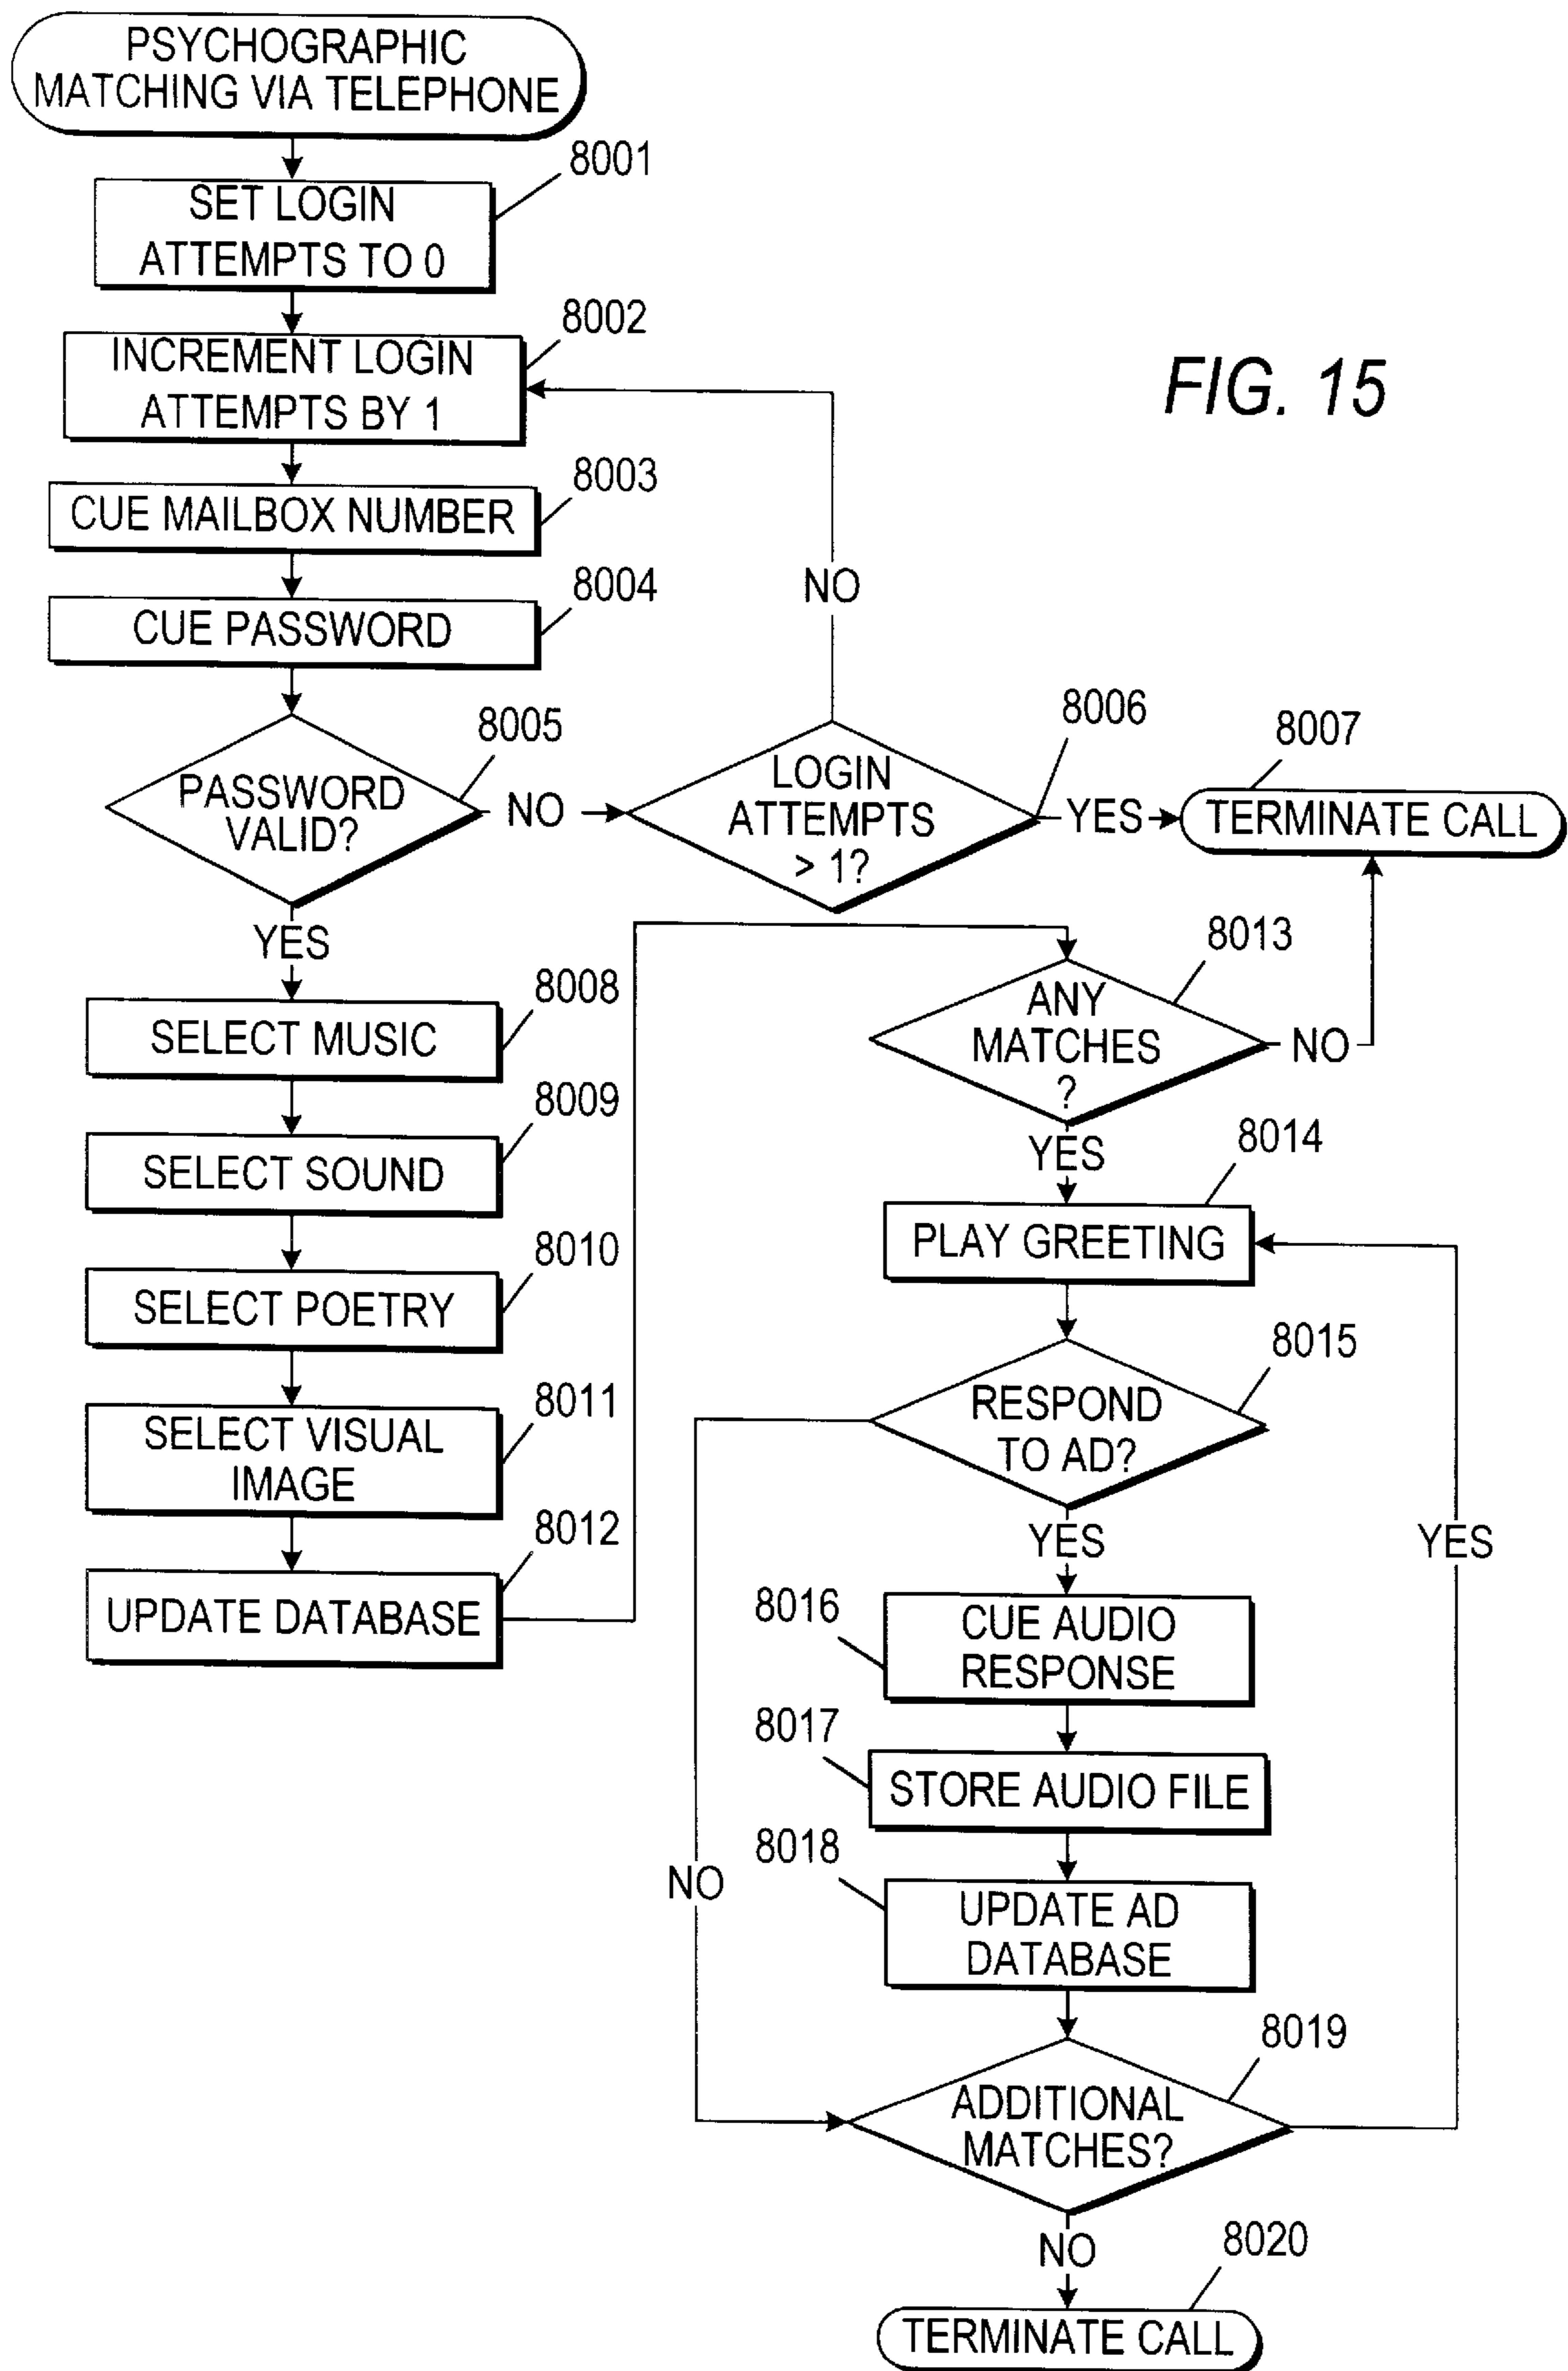 PSYCHOGRAPHIC
MATCHING VIA TELEPHONE
8001
SET LOGIN
ATTEMPTS TO 0
8002
INCREMENT LOGIN
ATTEMPTS BY 1
FIG. 15
8003
CUE MAILBOX NUMBER
8004
CUE PASSWORD
NO
8005
PASSWORD
VALID?
NO
8006
LOGIN
ATTEMPTS
> 1?
YES
8007
TERMINATE CALL
YES
8008
SELECT MUSIC
8009
SELECT SOUND
8010
SELECT POETRY
8011
SELECT VISUAL
IMAGE
8012
UPDATE DATABASE
8013
ANY
MATCHES
?
NO
YES
8014
PLAY GREETING
8015
RESPOND
TO AD?
YES
YES
8016
CUE AUDIO
RESPONSE
8017
STORE AUDIO FILE
8018
NO
UPDATE AD
DATABASE
8019
ADDITIONAL
MATCHES?
NO
8020
TERMINATE CALL